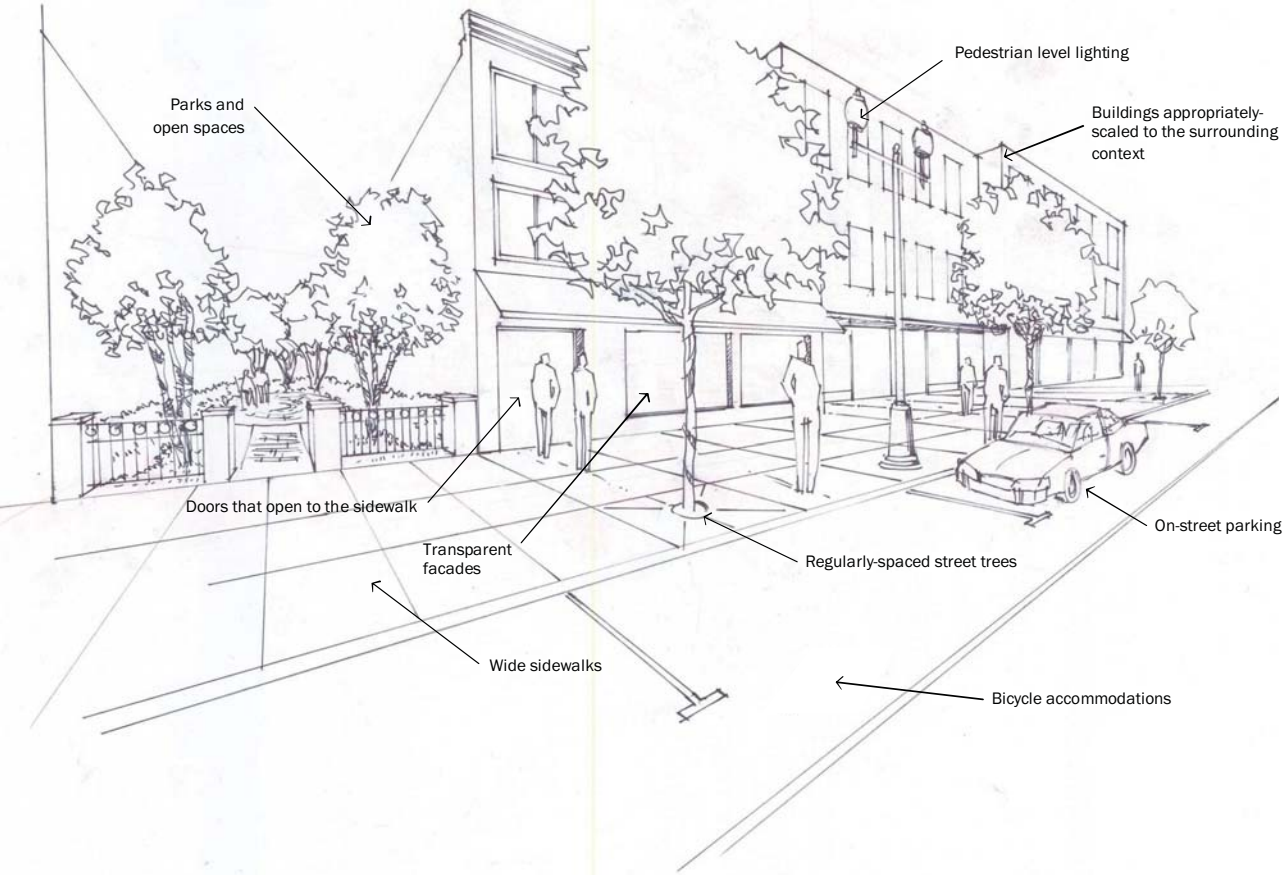 Pedestrian level lighting
Parks and
open spaces
Buildings appropriately-
scaled to the surrounding
context
Doors that open to the sidewalk
Transparent
facades
On-street parking
Regularly-spaced street trees
Wide sidewalks
Bicycle accommodations